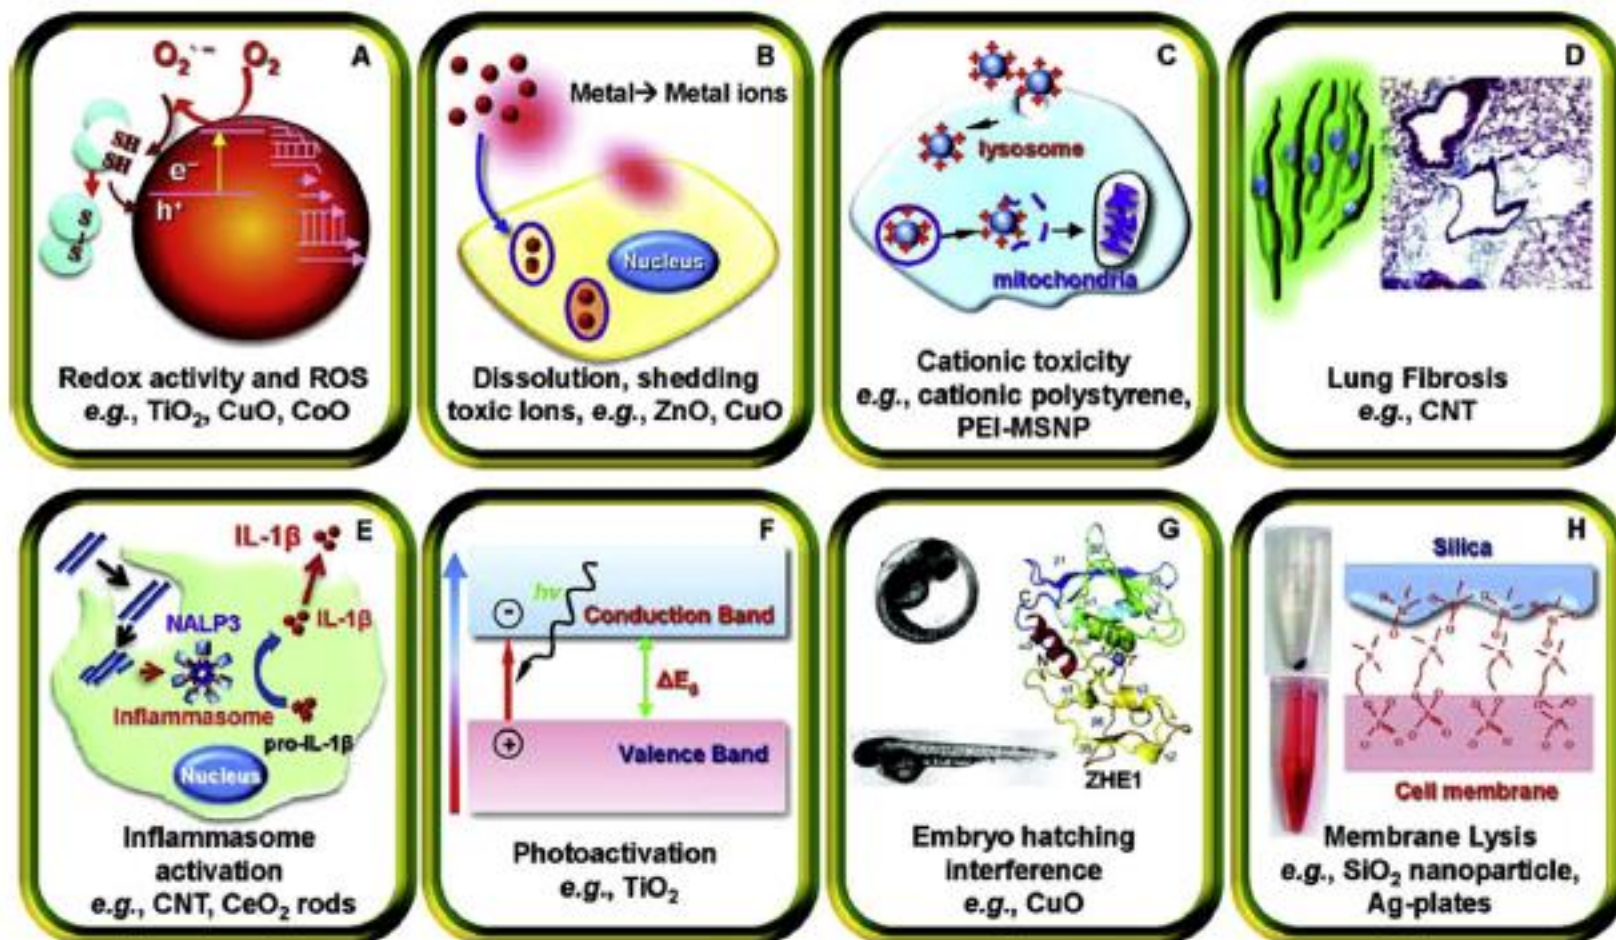 A
O₂˙⁻ O₂
SH
SH
e⁻
h⁺
S
S
Redox activity and ROS
e.g., TiO₂, CuO, CoO
B
Metal→ Metal ions
Nucleus
Dissolution, shedding
toxic Ions, e.g., ZnO, CuO
C
lysosome
mitochondria
Cationic toxicity
e.g., cationic polystyrene,
PEI-MSNP
D
Lung Fibrosis
e.g., CNT
E
IL-1β
IL-1β
NALP3
Inflammasome
pro-IL-1β
Nucleus
Inflammasome
activation
e.g., CNT, CeO₂ rods
F
hν
Conduction Band
Valence Band
Photoactivation
e.g., TiO₂
G
ZHE1
Embryo hatching
interference
e.g., CuO
H
Silica
Cell membrane
Membrane Lysis
e.g., SiO₂ nanoparticle,
Ag-plates